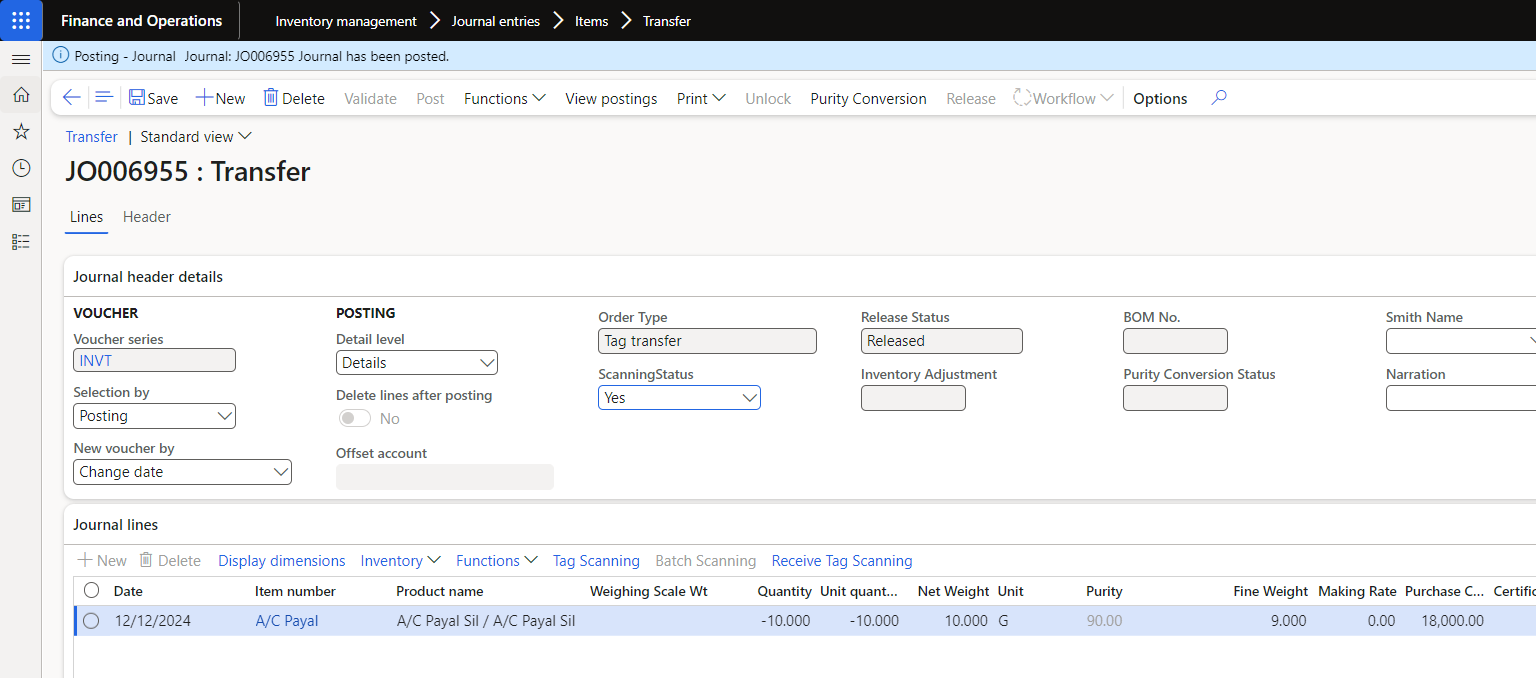 Finance and Operations Inventory management Journal entries Items Transfer
Posting - Journal Journal: JO006955 Journal has been posted.
Save New Delete Validate Post Functions View postings Print Unlock Purity Conversion Release Workflow Options
Transfer | Standard view
JO006955 : Transfer
Lines Header
Journal header details
VOUCHER
Voucher series
INVT
Selection by
Posting
New voucher by
Change date
POSTING
Detail level
Details
Delete lines after posting
No
Offset account
Order Type
Tag transfer
ScanningStatus
Yes
Release Status
Released
Inventory Adjustment
BOM No.
Purity Conversion Status
Smith Name
Narration
Journal lines
New Delete Display dimensions Inventory Functions Tag Scanning Batch Scanning Receive Tag Scanning
Date Item number Product name Weighing Scale Wt Quantity Unit quant... Net Weight Unit Purity Fine Weight Making Rate Purchase C... Certific
12/12/2024 A/C Payal A/C Payal Sil / A/C Payal Sil -10.000 -10.000 10.000 G 90.00 9.000 0.00 18,000.00